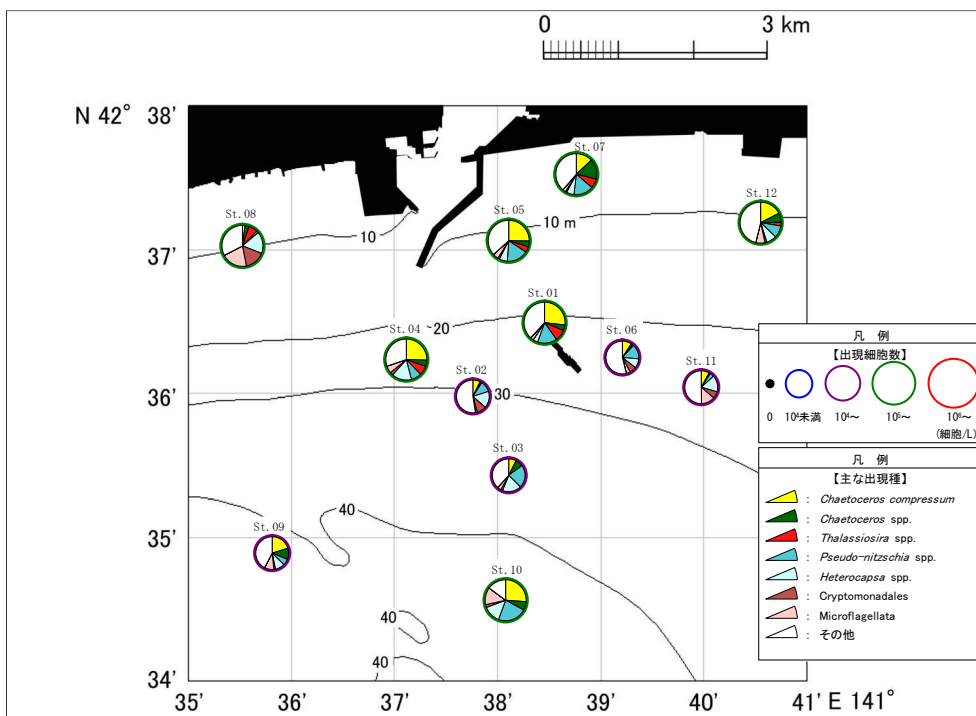 0 3 km
N 42° 38'
St.07
St.12
St.08
St.05
10 m
10
37'
St.01
St.04
20
St.06
St.11
St.02
36'
30
St.03
35'
40
St.09
St.10
40
40
34'
35' 36' 37' 38' 39' 40' 41' E 141°
凡 例
【出現細胞数】
0 10⁴未満 10⁴~ 10⁵~ 10⁶~
(細胞/L)
凡 例
【主な出現種】
: Chaetoceros compressum
: Chaetoceros spp.
: Thalassiosira spp.
: Pseudo-nitzschia spp.
: Heterocapsa spp.
: Cryptomonadales
: Microflagellata
: その他